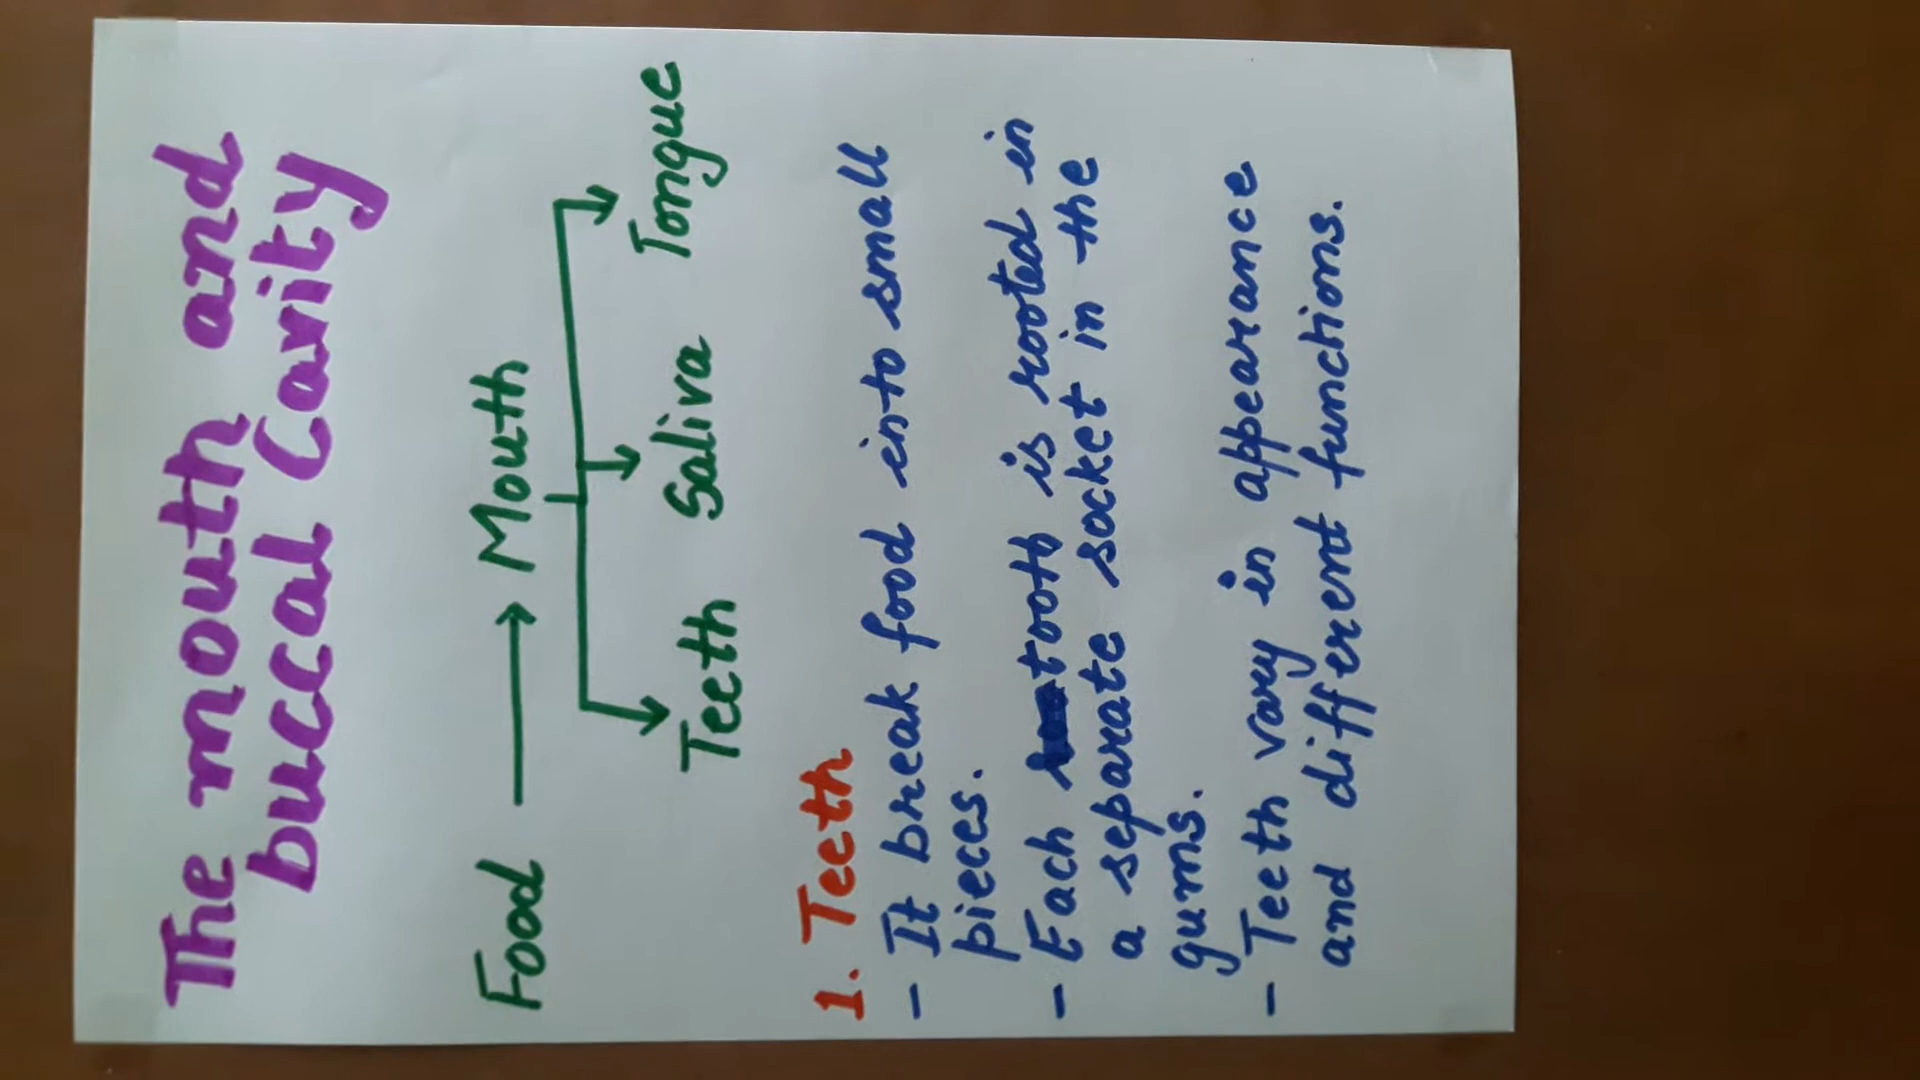 The mouth and
buccal Cavity
Food → Mouth
Teeth Saliva Tongue
1. Teeth
- It break food into small
pieces.
- Each tooth is rooted in
a separate socket in the
gums.
- Teeth vary in appearance
and different functions.